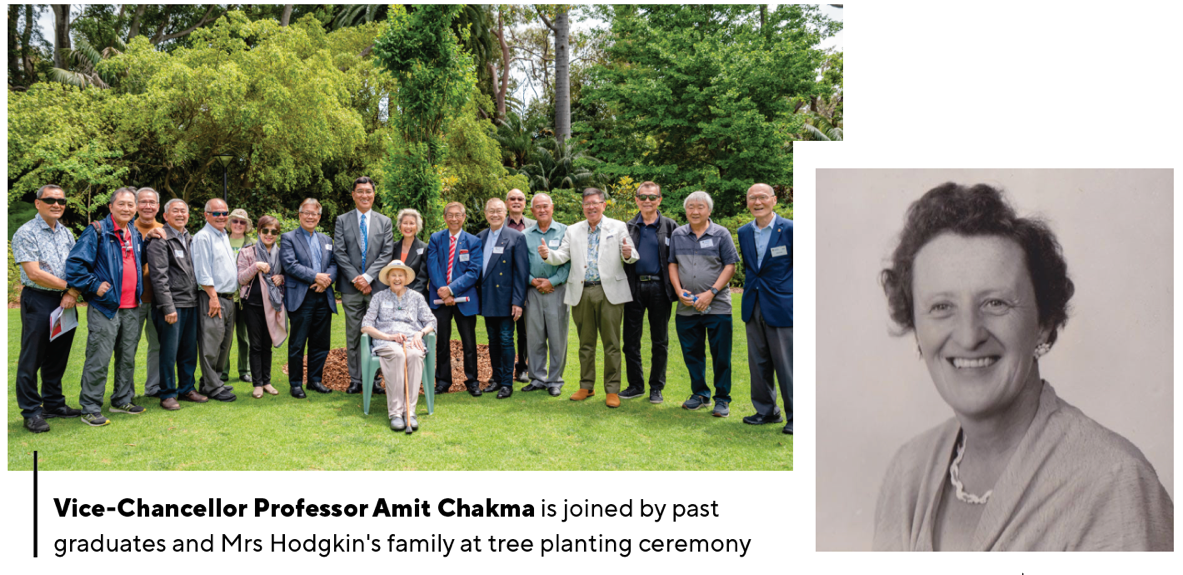 Vice-Chancellor Professor Amit Chakma is joined by past
graduates and Mrs Hodgkin's family at tree planting ceremony